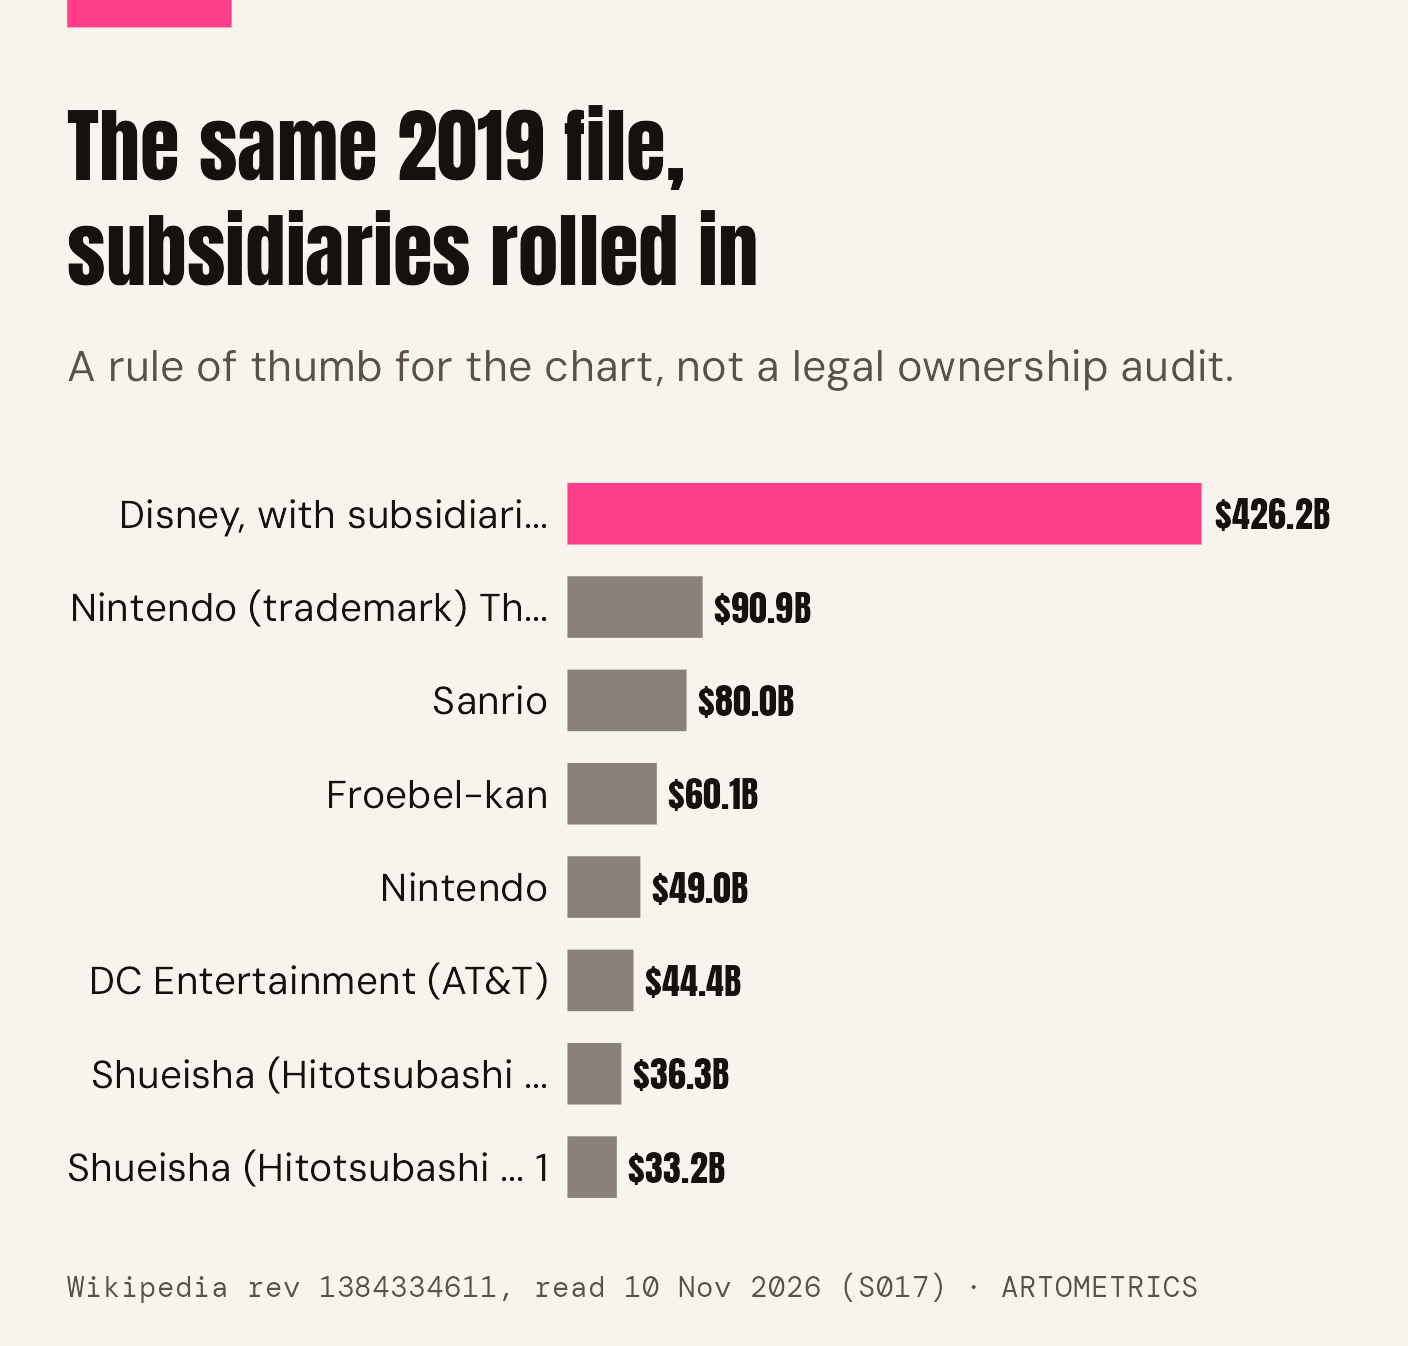 The same 2019 file,
subsidiaries rolled in
A rule of thumb for the chart, not a legal ownership audit.
Disney, with subsidiari... $426.2B
Nintendo (trademark) Th... $90.9B
Sanrio $80.0B
Froebel-kan $60.1B
Nintendo $49.0B
DC Entertainment (AT&T) $44.4B
Shueisha (Hitotsubashi ... $36.3B
Shueisha (Hitotsubashi ... 1 $33.2B
Wikipedia rev 1384334611, read 10 Nov 2026 (S017) · ARTOMETRICS